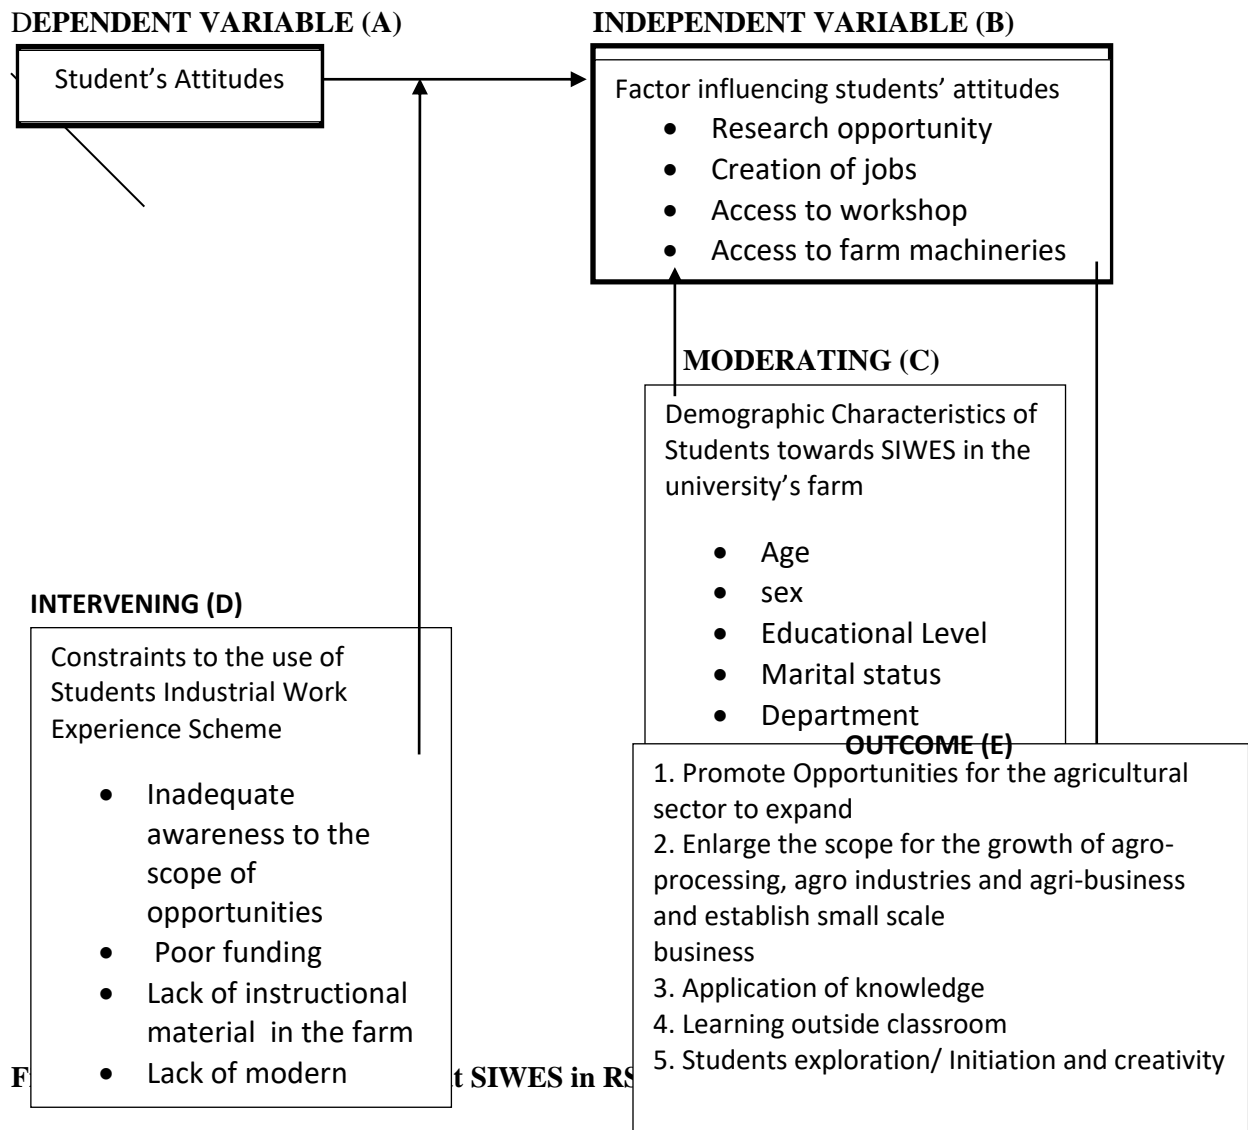 DEPENDENT VARIABLE (A)
Student's Attitudes
INDEPENDENT VARIABLE (B)
Factor influencing students' attitudes
• Research opportunity
• Creation of jobs
• Access to workshop
• Access to farm machineries
MODERATING (C)
Demographic Characteristics of
Students towards SIWES in the
university's farm
• Age
• sex
• Educational Level
• Marital status
• Department
INTERVENING (D)
Constraints to the use of
Students Industrial Work
Experience Scheme
• Inadequate
awareness to the
scope of
opportunities
• Poor funding
• Lack of instructional
material in the farm
• Lack of modern
OUTCOME (E)
1. Promote Opportunities for the agricultural
sector to expand
2. Enlarge the scope for the growth of agro-
processing, agro industries and agri-business
and establish small scale
business
3. Application of knowledge
4. Learning outside classroom
5. Students exploration/ Initiation and creativity
SIWES in